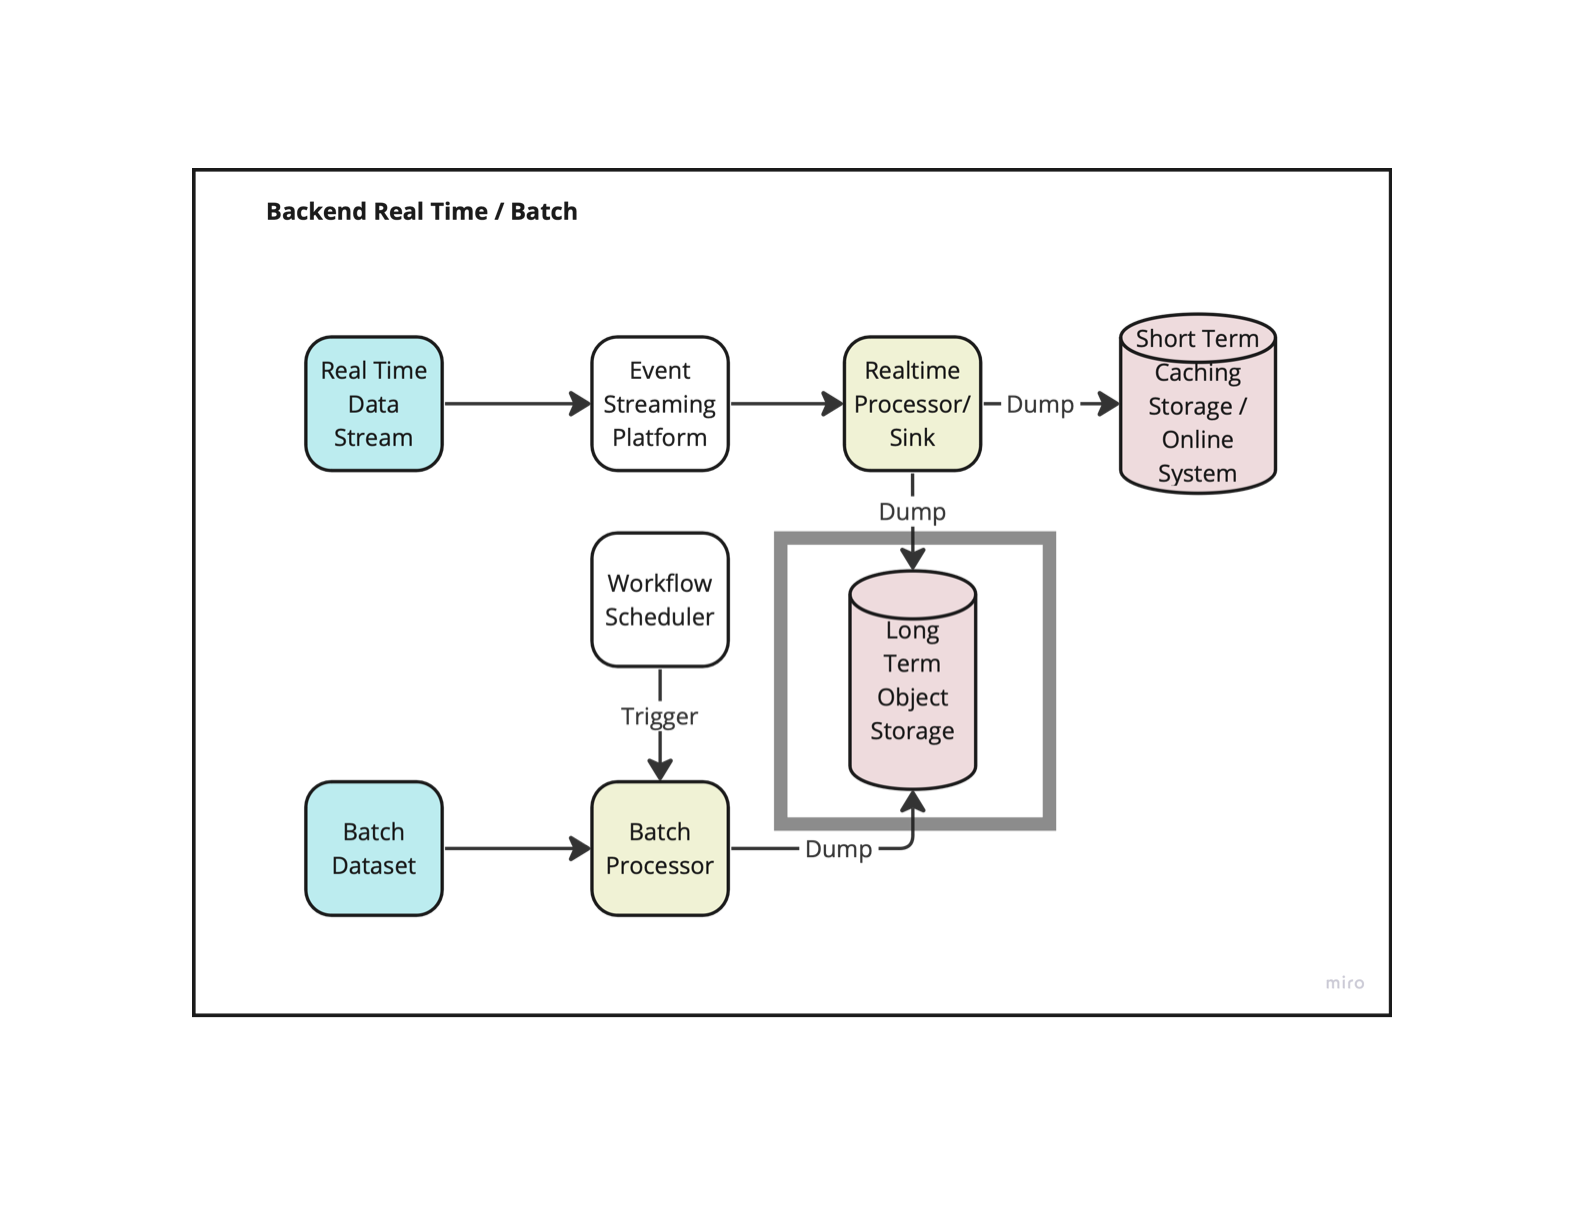 Backend Real Time / Batch
Real Time
Data
Stream
Event
Streaming
Platform
Realtime
Processor/
Sink
Dump
Short Term
Caching
Storage /
Online
System
Dump
Workflow
Scheduler
Trigger
Long
Term
Object
Storage
Batch
Dataset
Batch
Processor
Dump
miro